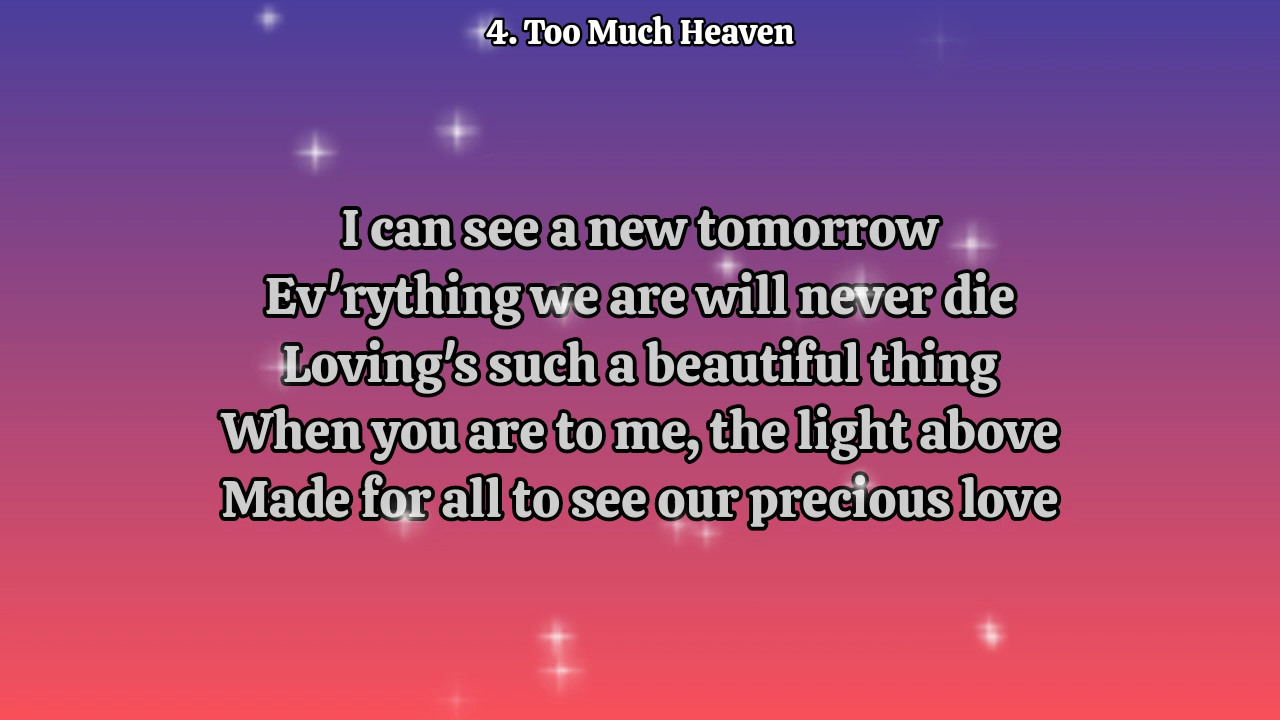 4. Too Much Heaven
I can see a new tomorrow
Ev'rything we are will never die
Loving's such a beautiful thing
When you are to me, the light above
Made for all to see our precious love